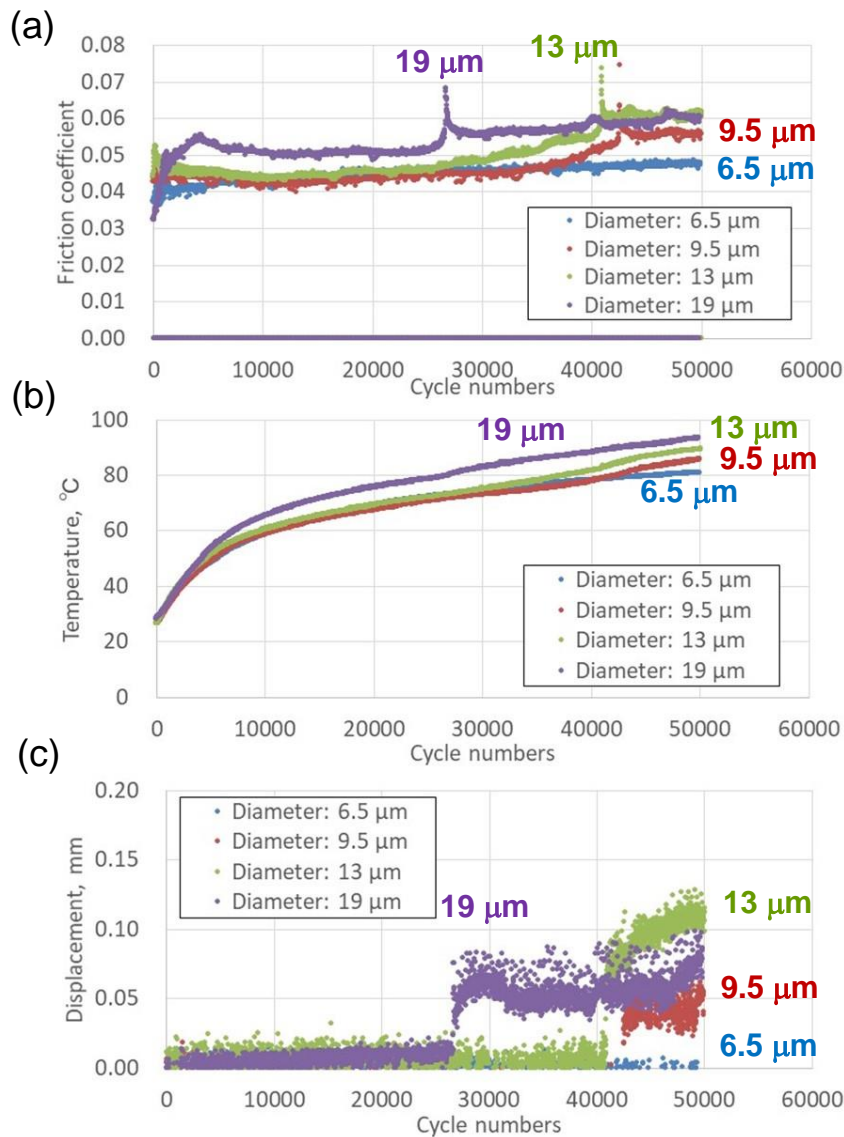 (a)
0.08
0.07
0.06
0.05
0.04
0.03
0.02
0.01
0.00
Friction coefficient
19 μm
13 μm
9.5 μm
6.5 μm
Diameter: 6.5 μm
Diameter: 9.5 μm
Diameter: 13 μm
Diameter: 19 μm
0 10000 20000 30000 40000 50000 60000
Cycle numbers
(b)
100
80
60
40
20
0
Temperature, °C
19 μm
13 μm
9.5 μm
6.5 μm
Diameter: 6.5 μm
Diameter: 9.5 μm
Diameter: 13 μm
Diameter: 19 μm
0 10000 20000 30000 40000 50000 60000
Cycle numbers
(c)
0.20
0.15
0.10
0.05
0.00
Displacement, mm
Diameter: 6.5 μm
Diameter: 9.5 μm
Diameter: 13 μm
Diameter: 19 μm
19 μm
13 μm
9.5 μm
6.5 μm
0 10000 20000 30000 40000 50000 60000
Cycle numbers